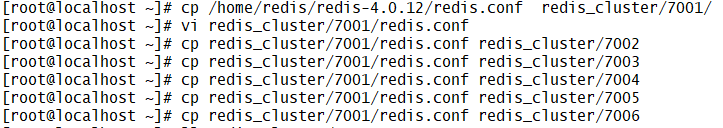 [root@localhost ~]# cp /home/redis/redis-4.0.12/redis.conf  redis_cluster/7001/
[root@localhost ~]# vi redis_cluster/7001/redis.conf
[root@localhost ~]# cp redis_cluster/7001/redis.conf redis_cluster/7002
[root@localhost ~]# cp redis_cluster/7001/redis.conf redis_cluster/7003
[root@localhost ~]# cp redis_cluster/7001/redis.conf redis_cluster/7004
[root@localhost ~]# cp redis_cluster/7001/redis.conf redis_cluster/7005
[root@localhost ~]# cp redis_cluster/7001/redis.conf redis_cluster/7006